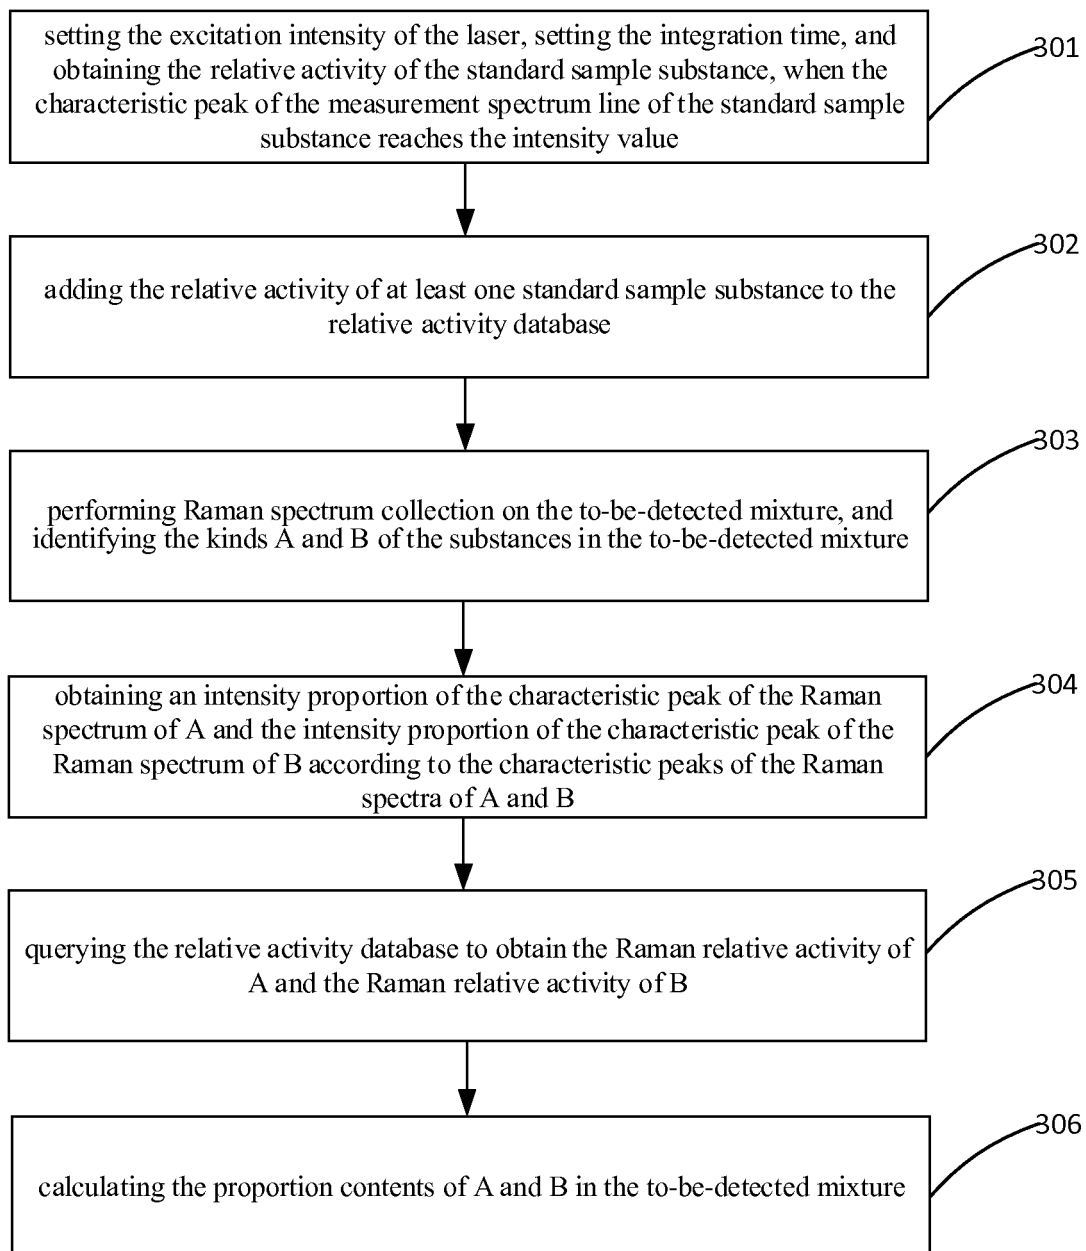 setting the excitation intensity of the laser, setting the integration time, and
obtaining the relative activity of the standard sample substance, when the
characteristic peak of the measurement spectrum line of the standard sample
substance reaches the intensity value
301
adding the relative activity of at least one standard sample substance to the
relative activity database
302
performing Raman spectrum collection on the to-be-detected mixture, and
identifying the kinds A and B of the substances in the to-be-detected mixture
303
obtaining an intensity proportion of the characteristic peak of the Raman
spectrum of A and the intensity proportion of the characteristic peak of the
Raman spectrum of B according to the characteristic peaks of the Raman
spectra of A and B
304
querying the relative activity database to obtain the Raman relative activity of
A and the Raman relative activity of B
305
calculating the proportion contents of A and B in the to-be-detected mixture
306